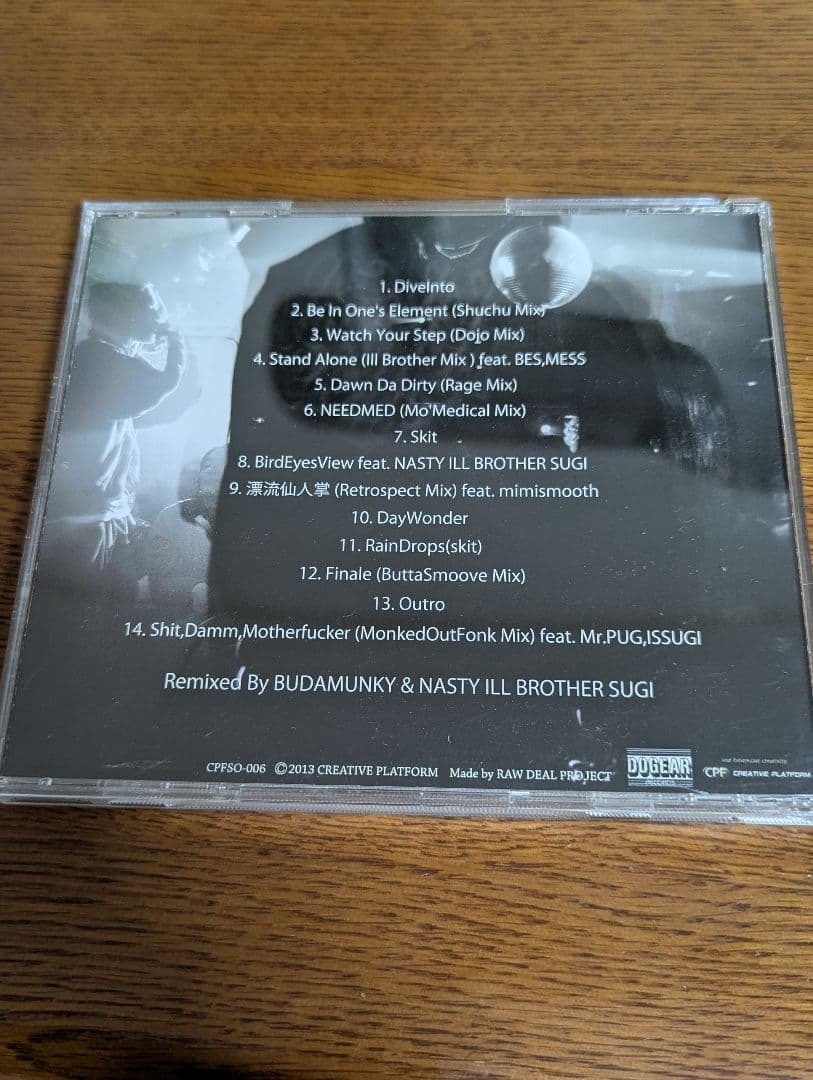 1. DiveInto
2. Be In One's Element (Shuchu Mix)
3. Watch Your Step (Dojo Mix)
4. Stand Alone (Ill Brother Mix ) feat. BES,MESS
5. Dawn Da Dirty (Rage Mix)
6. NEEDMED (Mo'Medical Mix)
7. Skit
8. BirdEyesView feat. NASTY ILL BROTHER SUGI
9. 漂流仙人掌 (Retrospect Mix) feat. mimismooth
10. DayWonder
11. RainDrops(skit)
12. Finale (ButtaSmoove Mix)
13. Outro
14. Shit,Damm,Motherfucker (MonkedOutFonk Mix) feat. Mr.PUG,ISSUGI
Remixed By BUDAMUNKY & NASTY ILL BROTHER SUGI
CPFSO-006 ©2013 CREATIVE PLATFORM Made by RAW DEAL PROJECT
DOGEAR
RECORDS
CPF CREATIVE PLATFORM